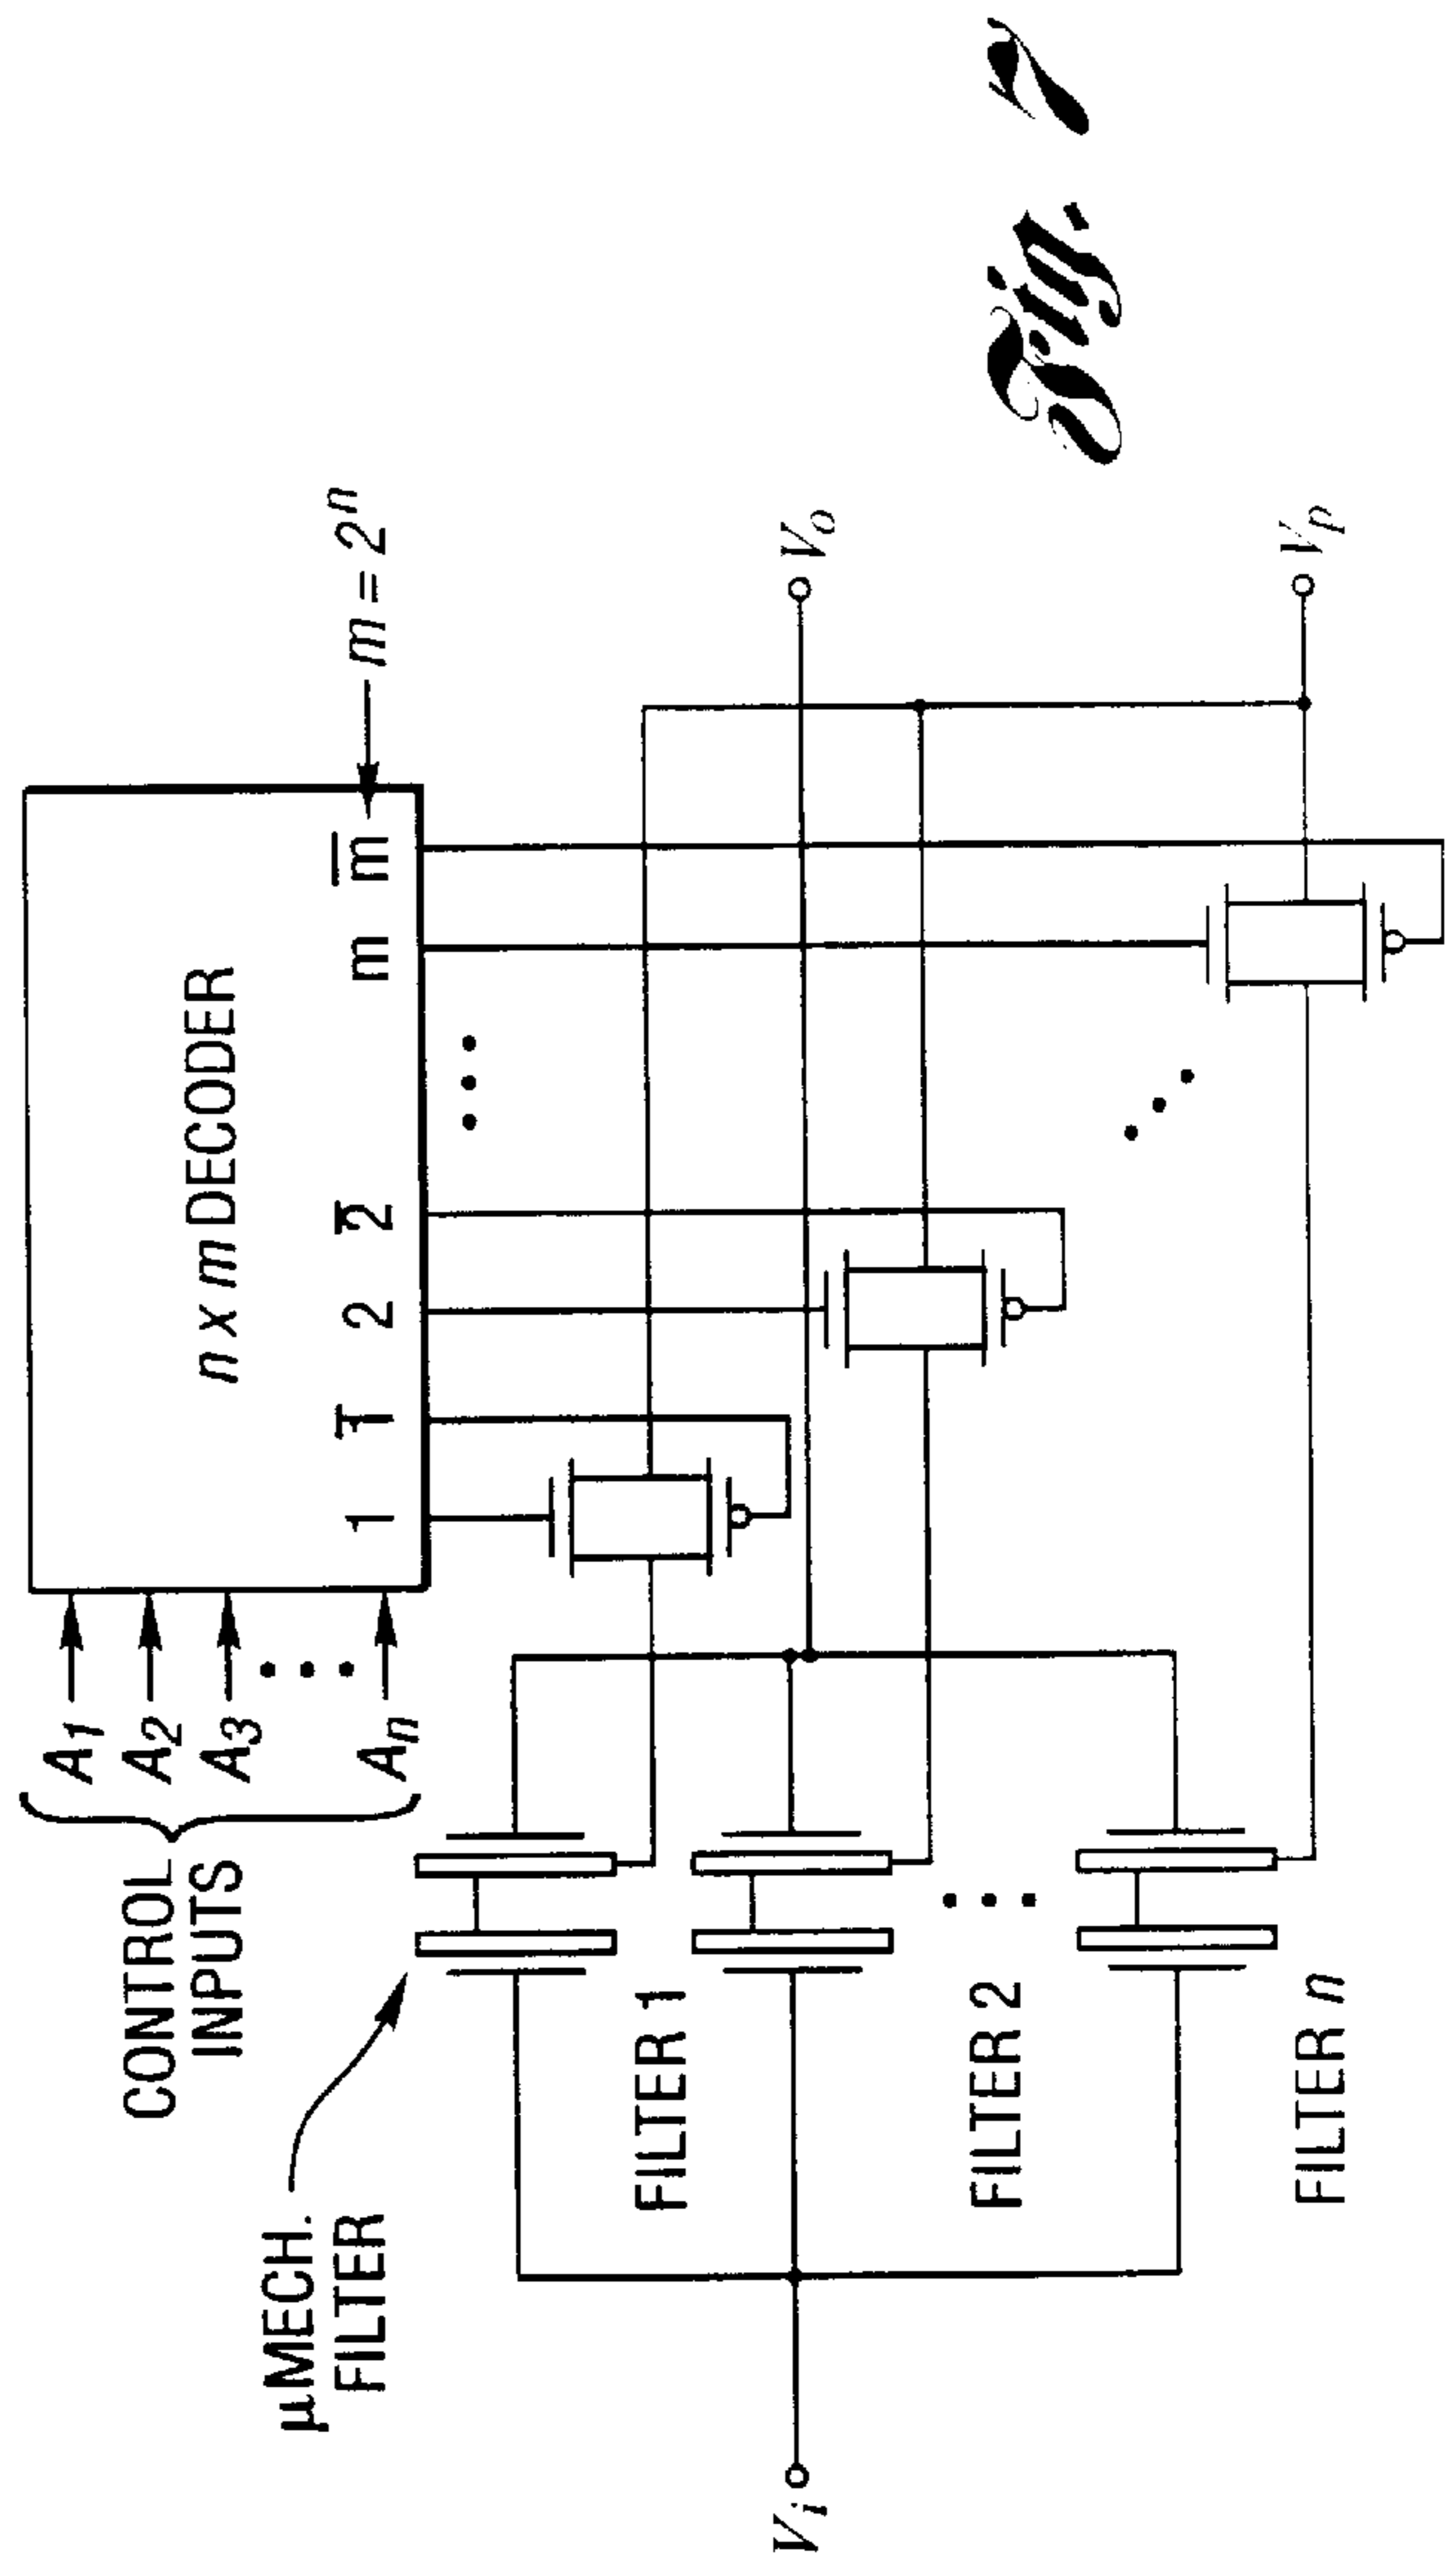 CONTROL
INPUTS
A1
A2
A3
An
n x m DECODER
1 1̅ 2 2̅ m m̅
m = 2ⁿ
μMECH.
FILTER
FILTER 1
FILTER 2
FILTER n
Vi
Vo
Vp
Fig. 7